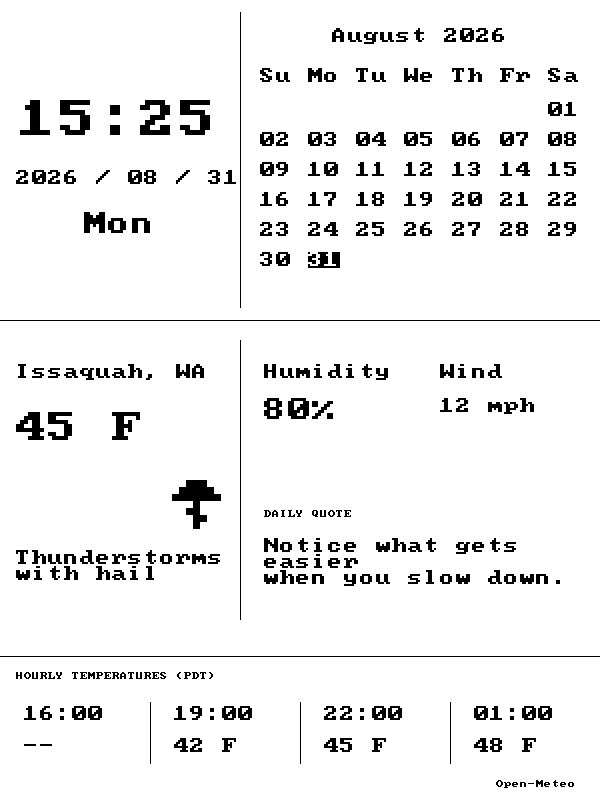 15:25
2026 / 08 / 31
Mon
August 2026
Su Mo Tu We Th Fr Sa
01
02 03 04 05 06 07 08
09 10 11 12 13 14 15
16 17 18 19 20 21 22
23 24 25 26 27 28 29
30 31
Issaquah, WA
45 F
Thunderstorms
with hail
Humidity
80%
Wind
12 mph
DAILY QUOTE
Notice what gets
easier
when you slow down.
HOURLY TEMPERATURES (PDT)
16:00 19:00 22:00 01:00
-- 42 F 45 F 48 F
Open-Meteo